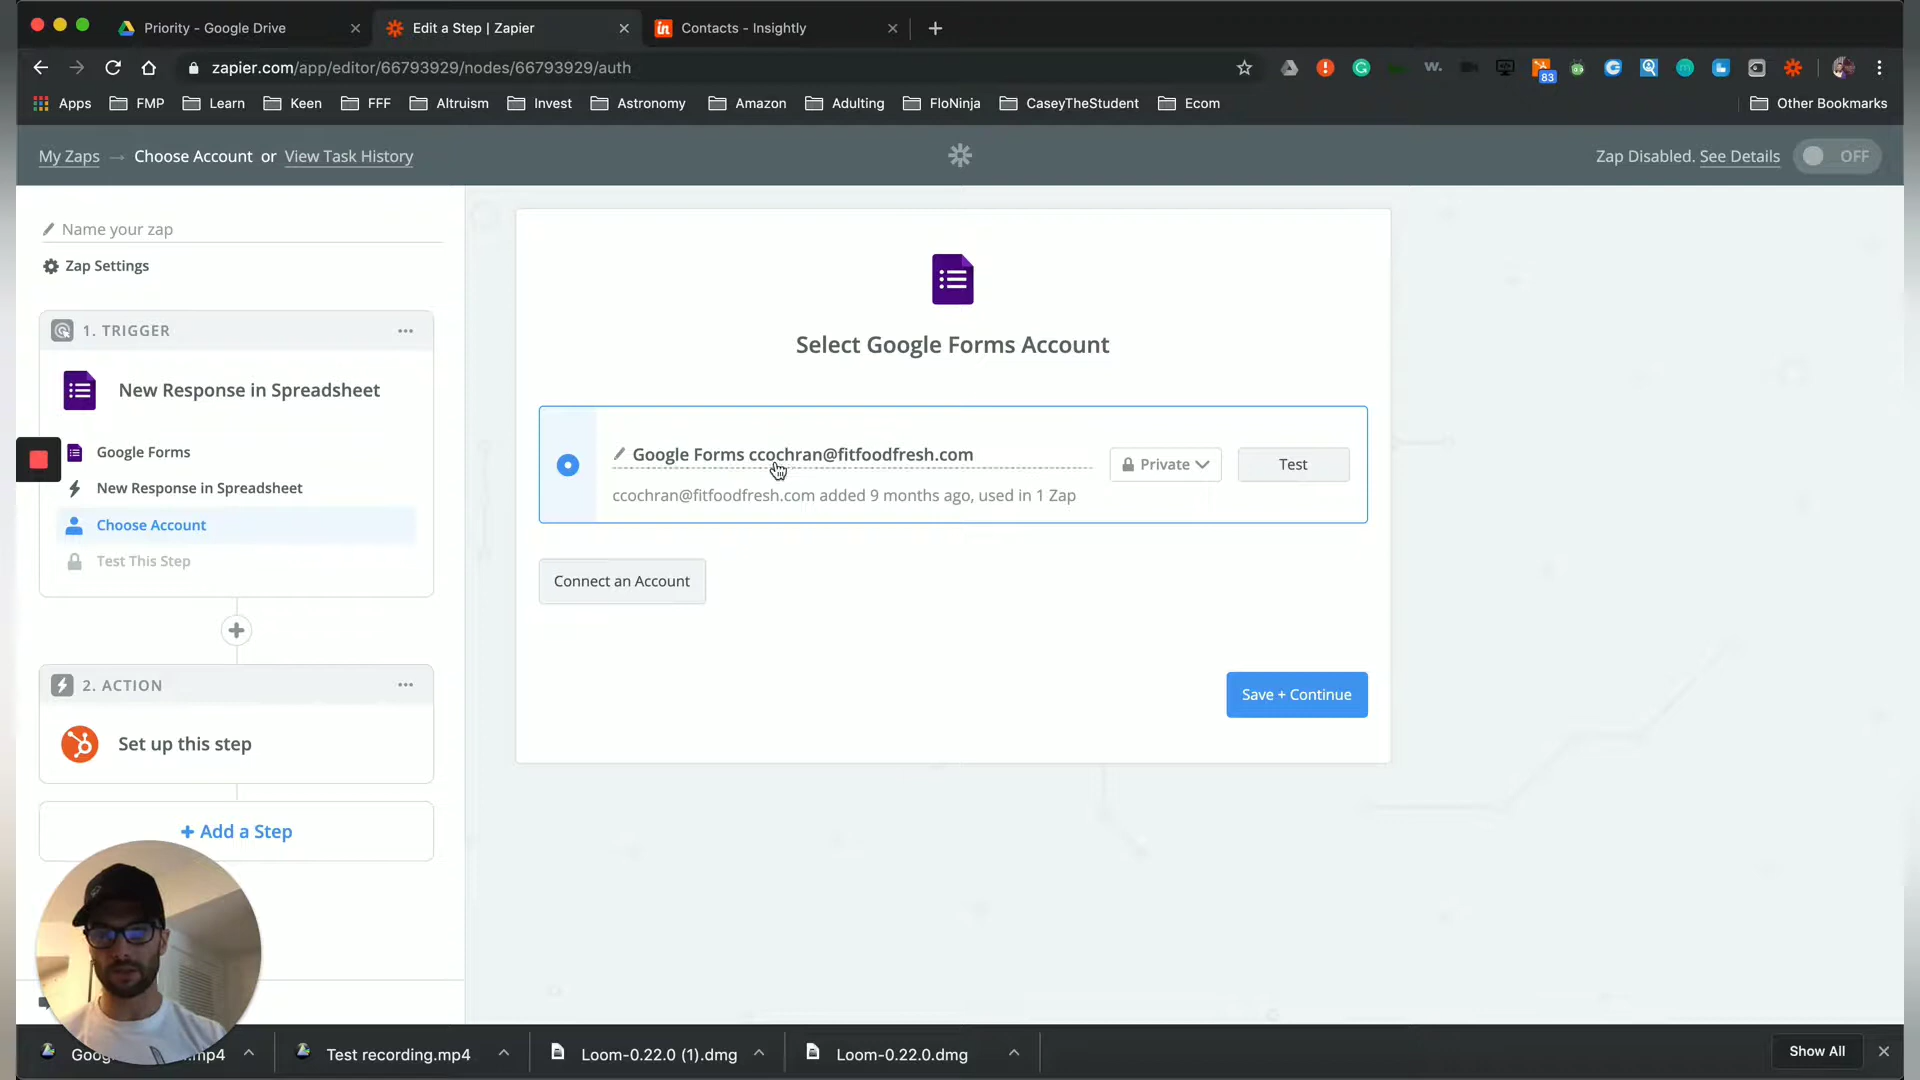 Priority - Google Drive
Edit a Step | Zapier
in Contacts - Insightly
zapier.com/app/editor/66793929/nodes/66793929/auth
W.
83
Apps FMP Learn Keen FFF Altruism Invest Astronomy Amazon Adulting FloNinja CaseyTheStudent Ecom Other Bookmarks
My Zaps → Choose Account or View Task History
Zap Disabled. See Details OFF
Name your zap
Zap Settings
1. TRIGGER
New Response in Spreadsheet
Google Forms
New Response in Spreadsheet
Choose Account
Test This Step
2. ACTION
Set up this step
+ Add a Step
Select Google Forms Account
Google Forms ccochran@fitfoodfresh.com
ccochran@fitfoodfresh.com added 9 months ago, used in 1 Zap
Private
Test
Connect an Account
Save + Continue
.mp4
Test recording.mp4
Loom-0.22.0 (1).dmg
Loom-0.22.0.dmg
Show All